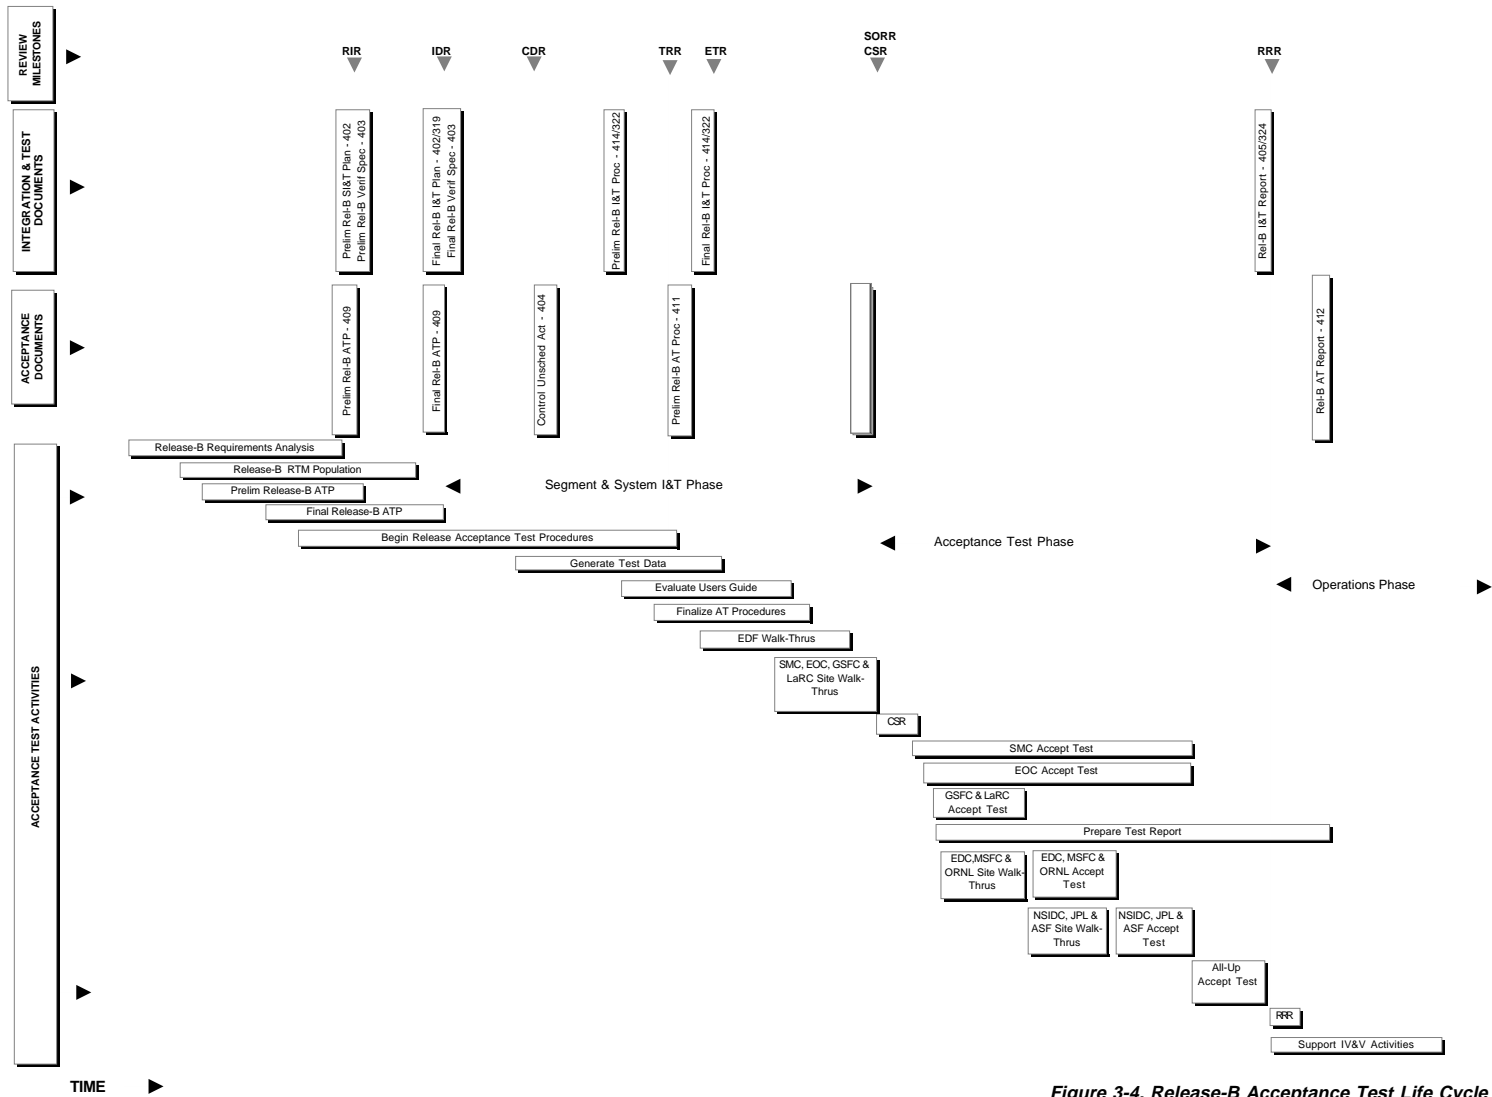 REVIEW
MILESTONES
RIR
IDR
CDR
TRR
ETR
SORR
CSR
RRR
INTEGRATION & TEST
DOCUMENTS
Prelim Rel-B SI&T Plan - 402
Prelim Rel-B Verif Spec - 403
Final Rel-B I&T Plan - 402/319
Final Rel-B Verif Spec - 403
Prelim Rel-B I&T Proc - 414/322
Final Rel-B I&T Proc - 414/322
Rel-B I&T Report - 405/324
ACCEPTANCE
DOCUMENTS
Prelim Rel-B ATP - 409
Final Rel-B ATP - 409
Control Unsched Act - 404
Prelim Rel-B AT Proc - 411
Rel-B AT Report - 412
ACCEPTANCE TEST ACTIVITIES
Release-B Requirements Analysis
Release-B RTM Population
Prelim Release-B ATP
Segment & System I&T Phase
Final Release-B ATP
Begin Release Acceptance Test Procedures
Acceptance Test Phase
Generate Test Data
Evaluate Users Guide
Operations Phase
Finalize AT Procedures
EDF Walk-Thrus
SMC, EOC, GSFC &
LaRC Site Walk-
Thrus
CSR
SMC Accept Test
EOC Accept Test
GSFC & LaRC
Accept Test
Prepare Test Report
EDC,MSFC &
ORNL Site Walk-
Thrus
EDC, MSFC &
ORNL Accept
Test
NSIDC, JPL &
ASF Site Walk-
Thrus
NSIDC, JPL &
ASF Accept
Test
All-Up
Accept Test
RRR
Support IV&V Activities
TIME
Figure 3-4. Release-B Acceptance Test Life Cycle